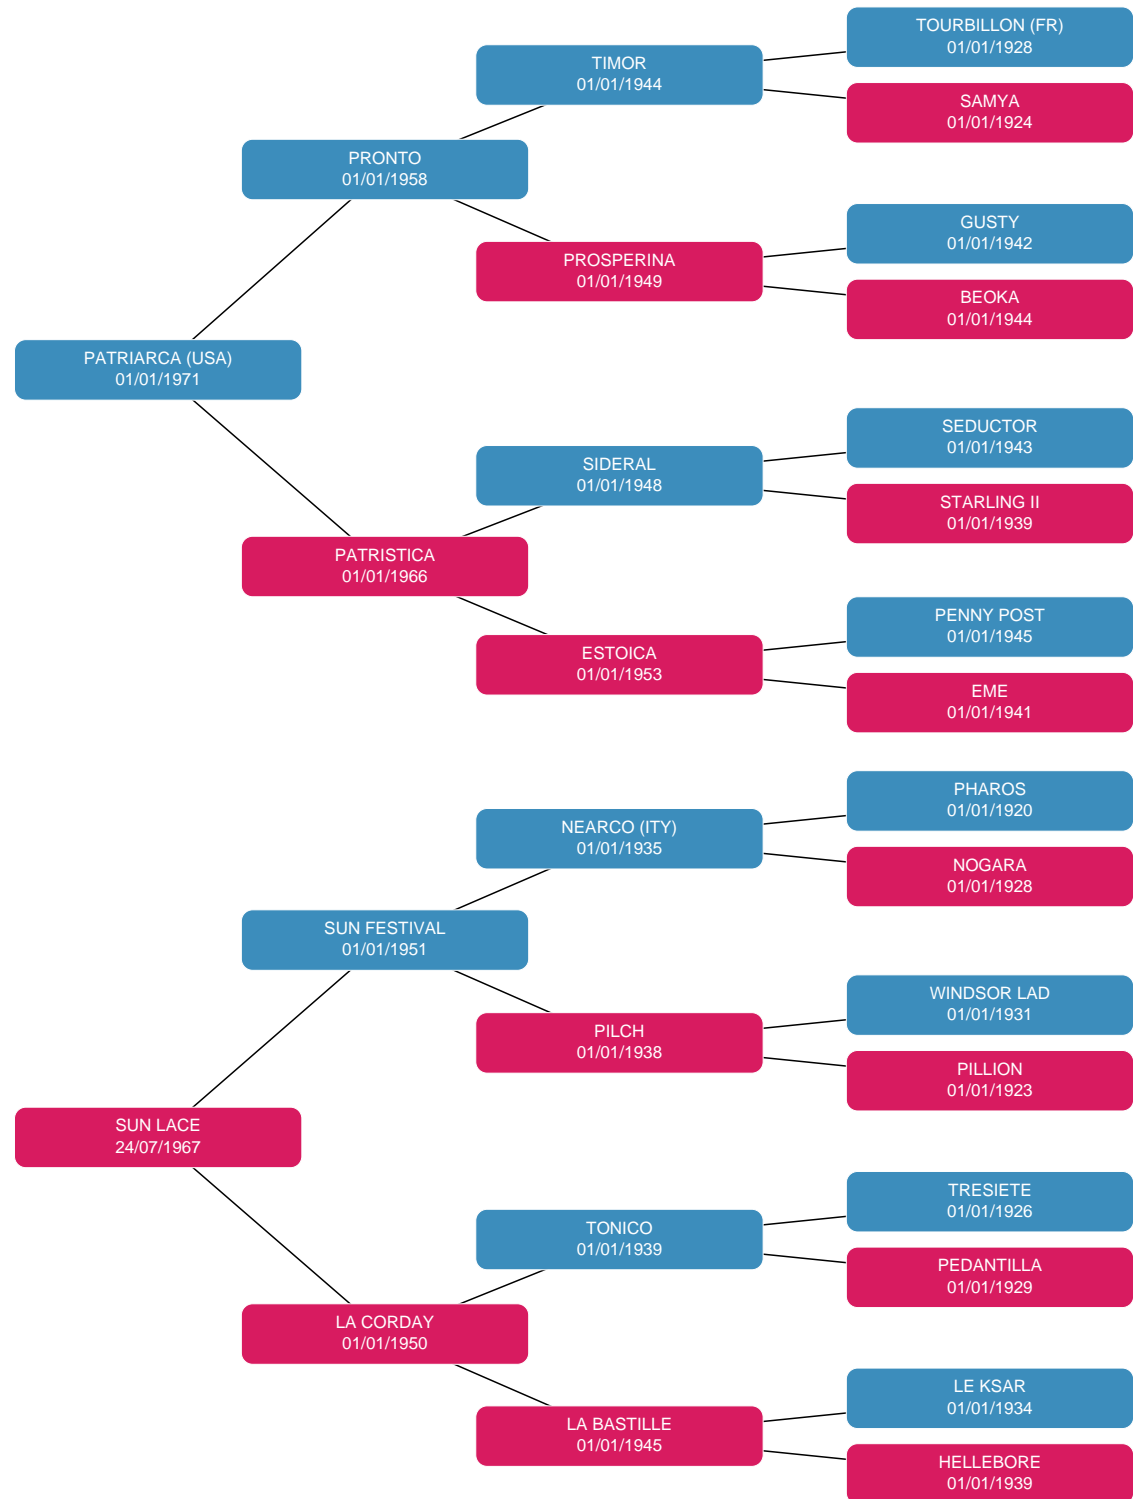 TOURBILLON (FR)
01/01/1928
TIMOR
01/01/1944
SAMYA
01/01/1924
PRONTO
01/01/1958
GUSTY
01/01/1942
PROSPERINA
01/01/1949
BEOKA
01/01/1944
PATRIARCA (USA)
01/01/1971
SEDUCTOR
01/01/1943
SIDERAL
01/01/1948
STARLING II
01/01/1939
PATRISTICA
01/01/1966
PENNY POST
01/01/1945
ESTOICA
01/01/1953
EME
01/01/1941
PHAROS
01/01/1920
NEARCO (ITY)
01/01/1935
NOGARA
01/01/1928
SUN FESTIVAL
01/01/1951
WINDSOR LAD
01/01/1931
PILCH
01/01/1938
PILLION
01/01/1923
SUN LACE
24/07/1967
TRESIETE
01/01/1926
TONICO
01/01/1939
PEDANTILLA
01/01/1929
LA CORDAY
01/01/1950
LE KSAR
01/01/1934
LA BASTILLE
01/01/1945
HELLEBORE
01/01/1939